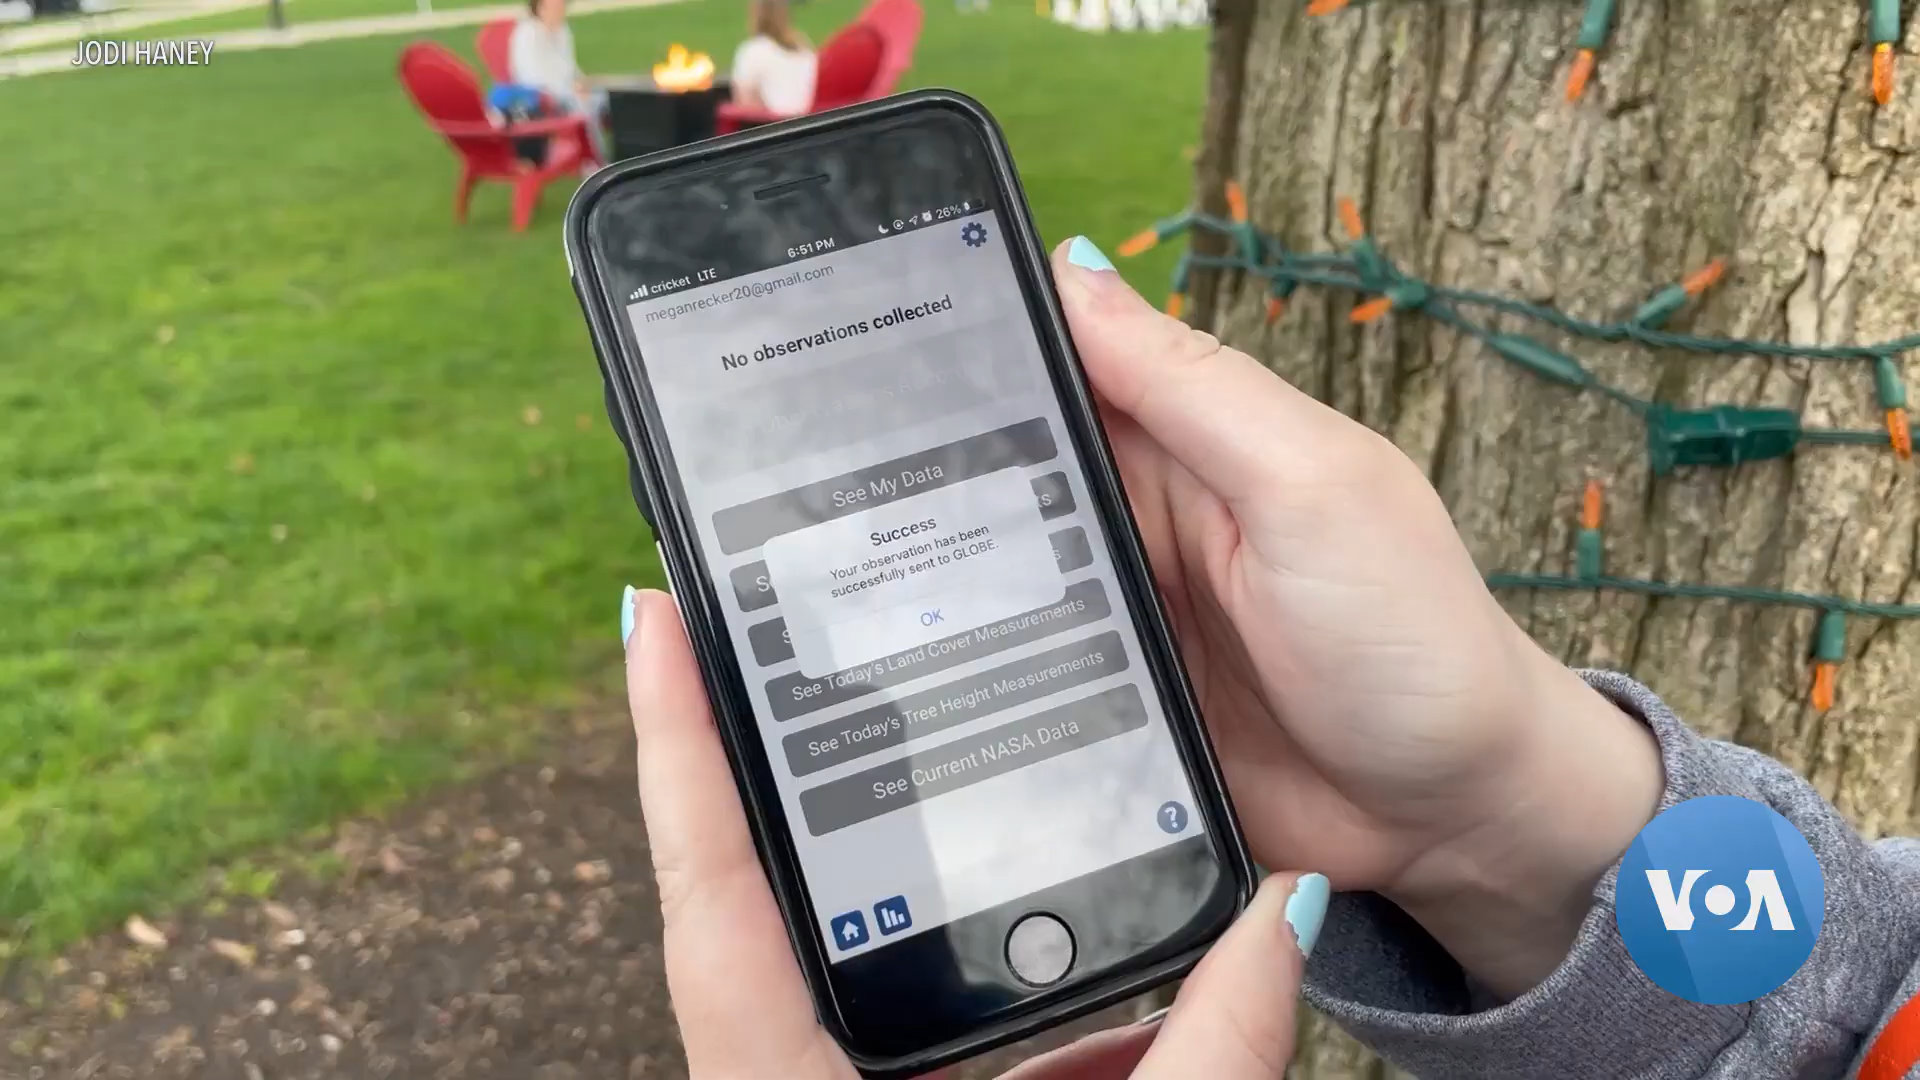 JODI HANEY
cricket LTE
6:51 PM
26%
meganrecker20@gmail.com
No observations collected
See My Data
Success
Your observation has been
successfully sent to GLOBE.
OK
See Today's Land Cover Measurements
See Today's Tree Height Measurements
See Current NASA Data
?
VOA